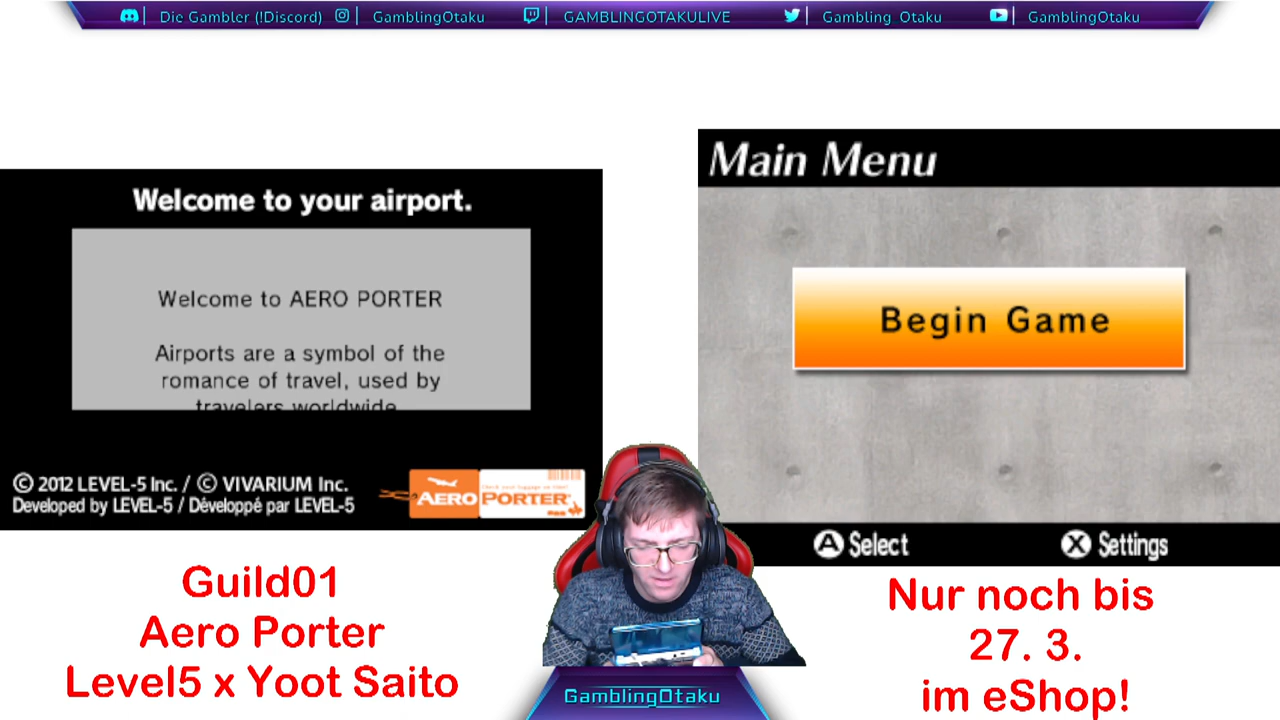 Die Gambler (!Discord) GamblingOtaku GAMBLINGOTAKULIVE Gambling_Otaku GamblingOtaku
Welcome to your airport.
Welcome to AERO PORTER
Airports are a symbol of the
romance of travel, used by
travelers worldwide.
© 2012 LEVEL-5 Inc. / © VIVARIUM Inc.
Developed by LEVEL-5 / Développé par LEVEL-5
AERO PORTER
Main Menu
Begin Game
A Select X Settings
Guild01
Aero Porter
Level5 x Yoot Saito
Nur noch bis
27. 3.
im eShop!
GamblingOtaku